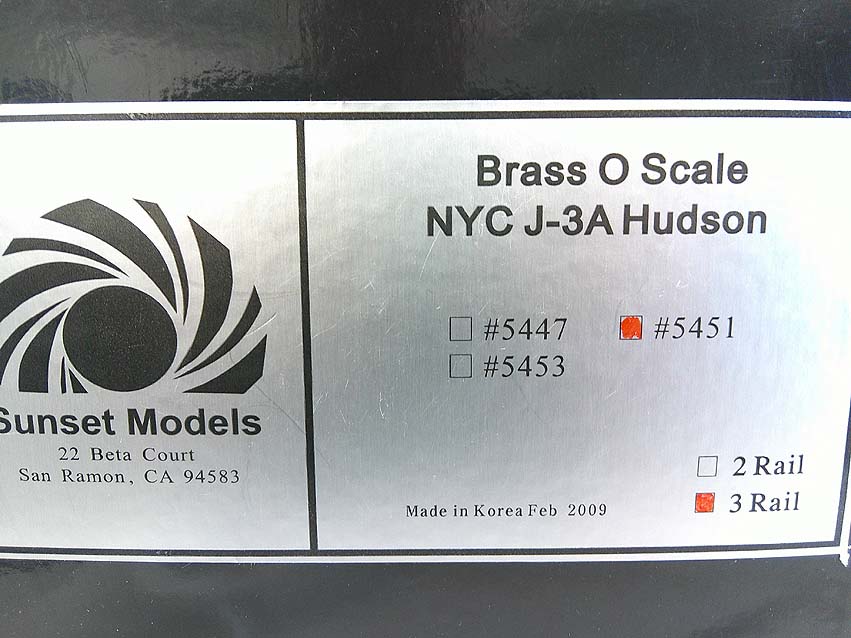 Sunset Models
22 Beta Court
San Ramon, CA 94583
Brass O Scale
NYC J-3A Hudson
#5447 #5451
#5453
2 Rail
3 Rail
Made in Korea Feb 2009